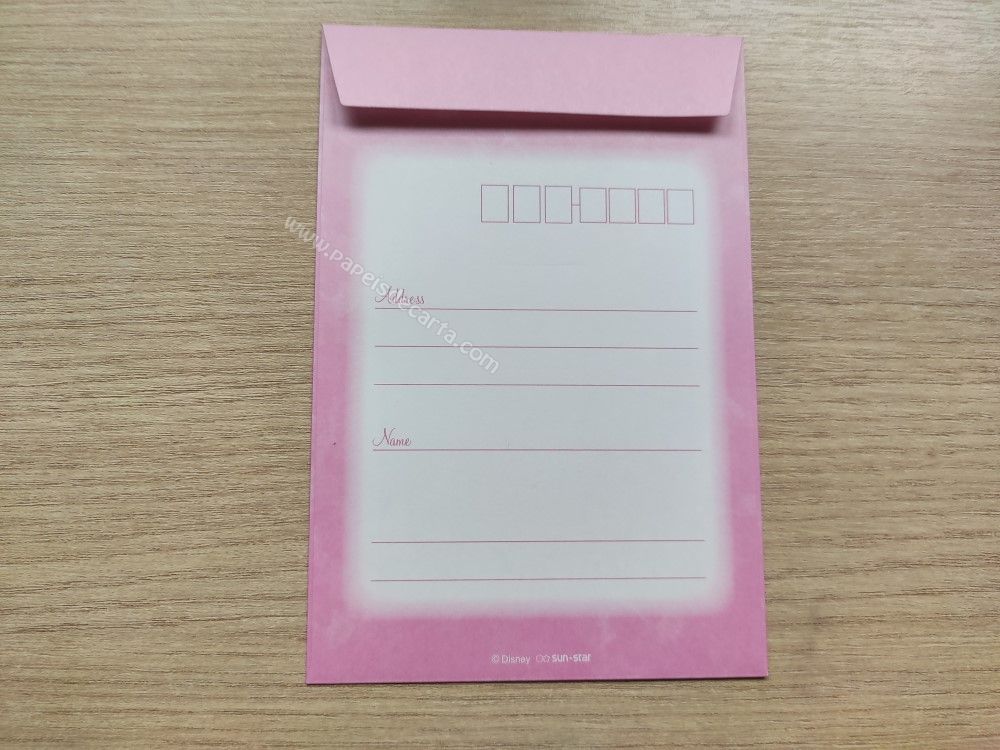 Address
www.papeisdecarta.com
Name
© Disney sun-star